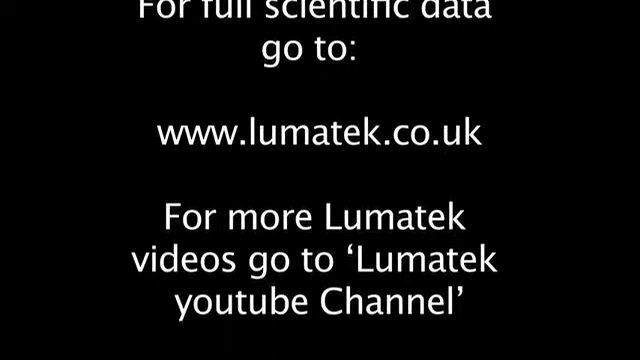 For full scientific data
go to:
www.lumatek.co.uk
For more Lumatek
videos go to ‘Lumatek
youtube Channel’